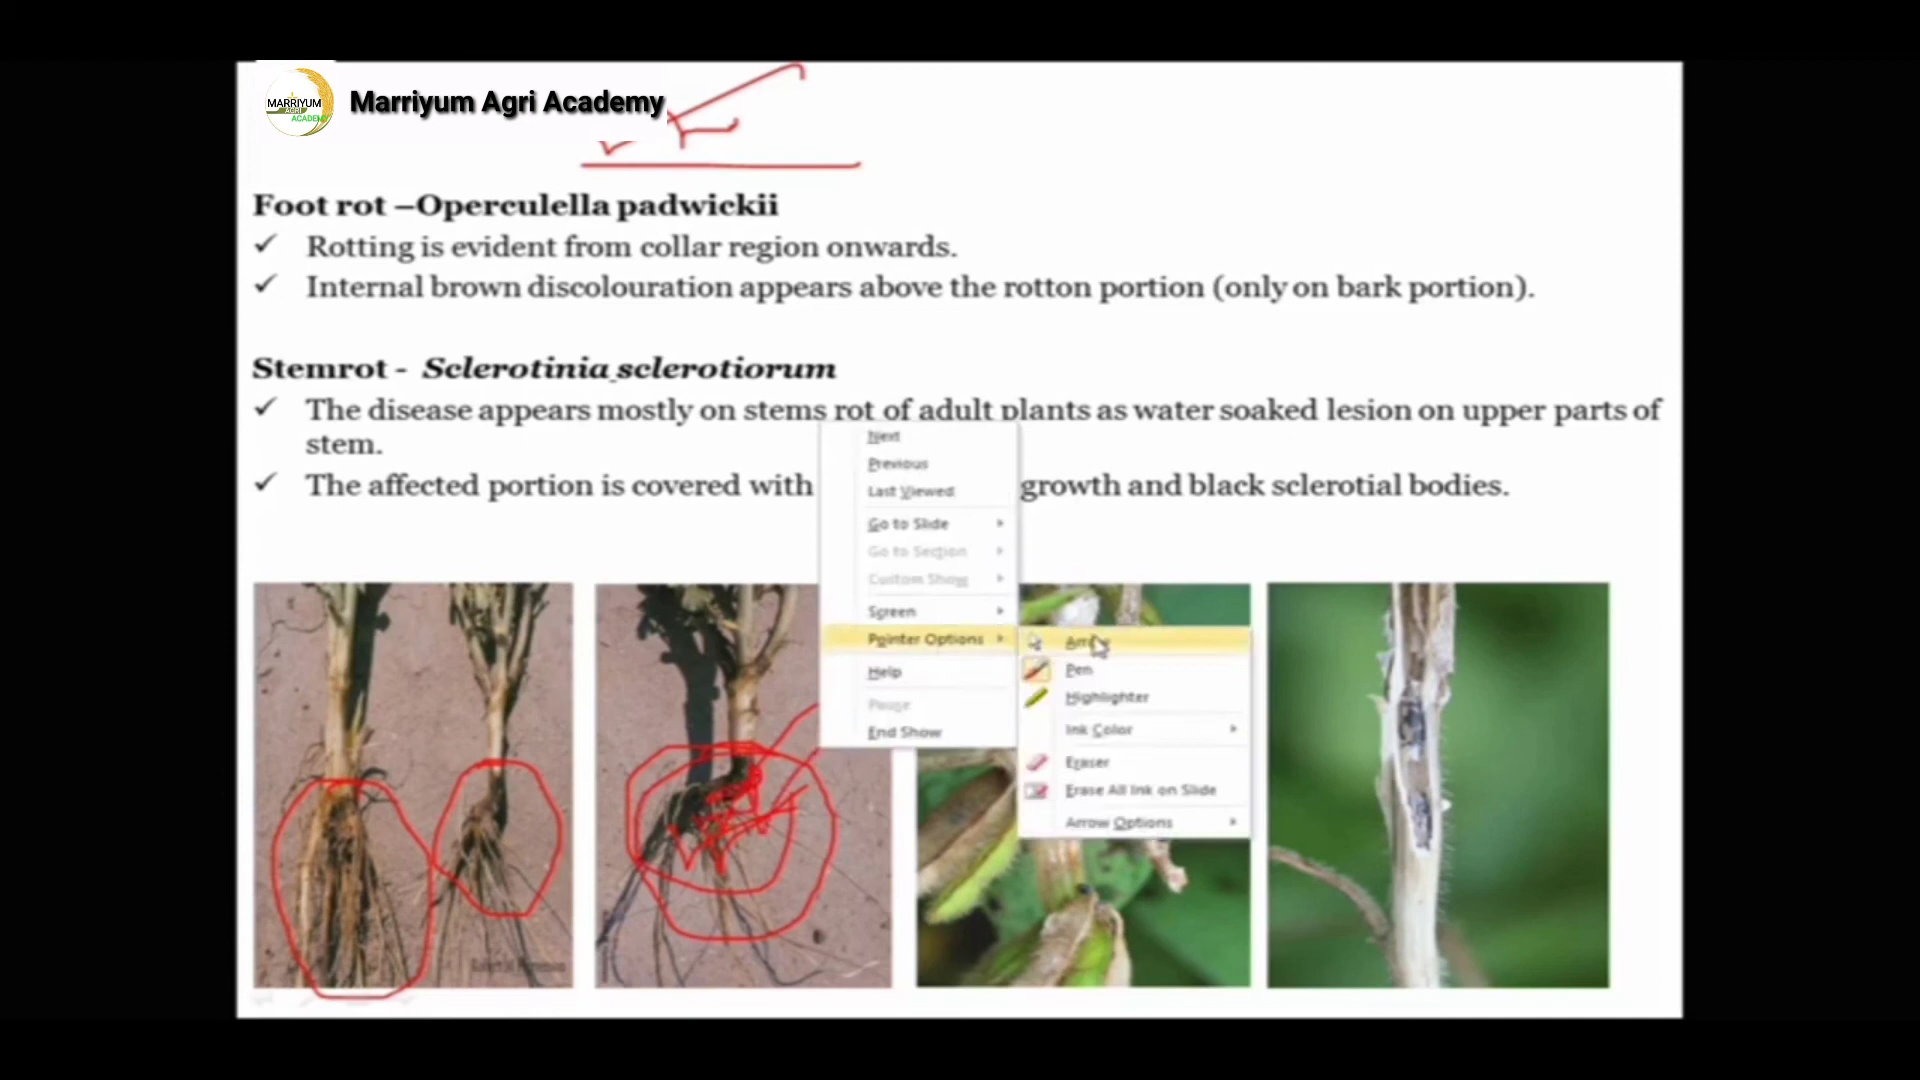 MARRIYUM
AGRI
ACADEMY
Marriyum Agri Academy
Foot rot –Operculella padwickii
✓ Rotting is evident from collar region onwards.
✓ Internal brown discolouration appears above the rotton portion (only on bark portion).
Stemrot - Sclerotinia sclerotiorum
✓ The disease appears mostly on stems rot of adult plants as water soaked lesion on upper parts of
stem.
✓ The affected portion is covered with growth and black sclerotial bodies.
Next
Previous
Last Viewed
Go to Slide
Go to Section
Custom Show
Screen
Pointer Options
Help
Pause
End Show
Arrow
Pen
Highlighter
Ink Color
Eraser
Erase All Ink on Slide
Arrow Options